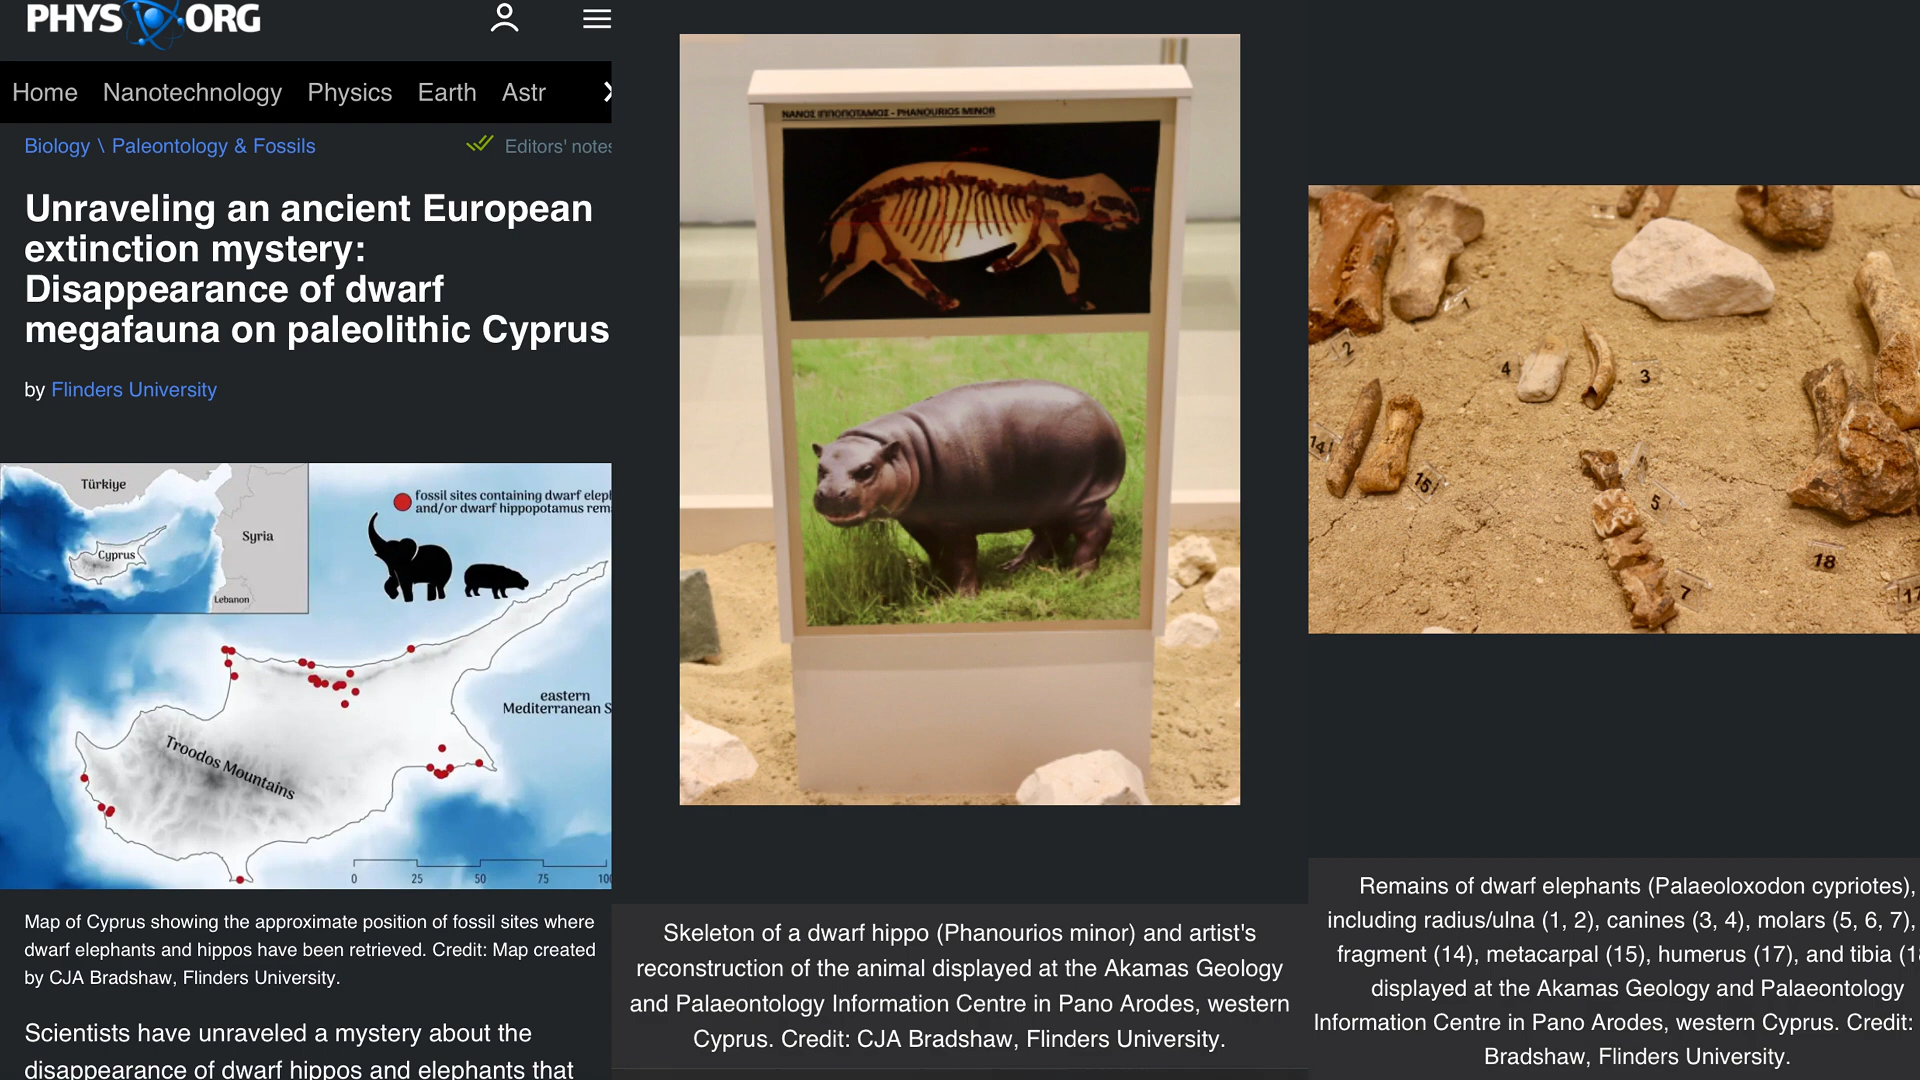 PHYS ORG
Home Nanotechnology Physics Earth Astr
Biology \ Paleontology & Fossils
Editors' notes
Unraveling an ancient European
extinction mystery:
Disappearance of dwarf
megafauna on paleolithic Cyprus
by Flinders University
Türkiye
Cyprus
Syria
Lebanon
fossil sites containing dwarf elep
and/or dwarf hippopotamus rem
eastern
Mediterranean S
Troodos Mountains
0 25 50 75 10
Map of Cyprus showing the approximate position of fossil sites where
dwarf elephants and hippos have been retrieved. Credit: Map created
by CJA Bradshaw, Flinders University.
Scientists have unraveled a mystery about the
disappearance of dwarf hippos and elephants that
ΝΑΝΟΣ ΙΠΠΟΠΟΤΑΜΟΣ - PHANOURIOS MINOR
Skeleton of a dwarf hippo (Phanourios minor) and artist's
reconstruction of the animal displayed at the Akamas Geology
and Palaeontology Information Centre in Pano Arodes, western
Cyprus. Credit: CJA Bradshaw, Flinders University.
1
2
4
3
14
15
5
7
18
17
Remains of dwarf elephants (Palaeoloxodon cypriotes),
including radius/ulna (1, 2), canines (3, 4), molars (5, 6, 7),
fragment (14), metacarpal (15), humerus (17), and tibia (1
displayed at the Akamas Geology and Palaeontology
Information Centre in Pano Arodes, western Cyprus. Credit:
Bradshaw, Flinders University.